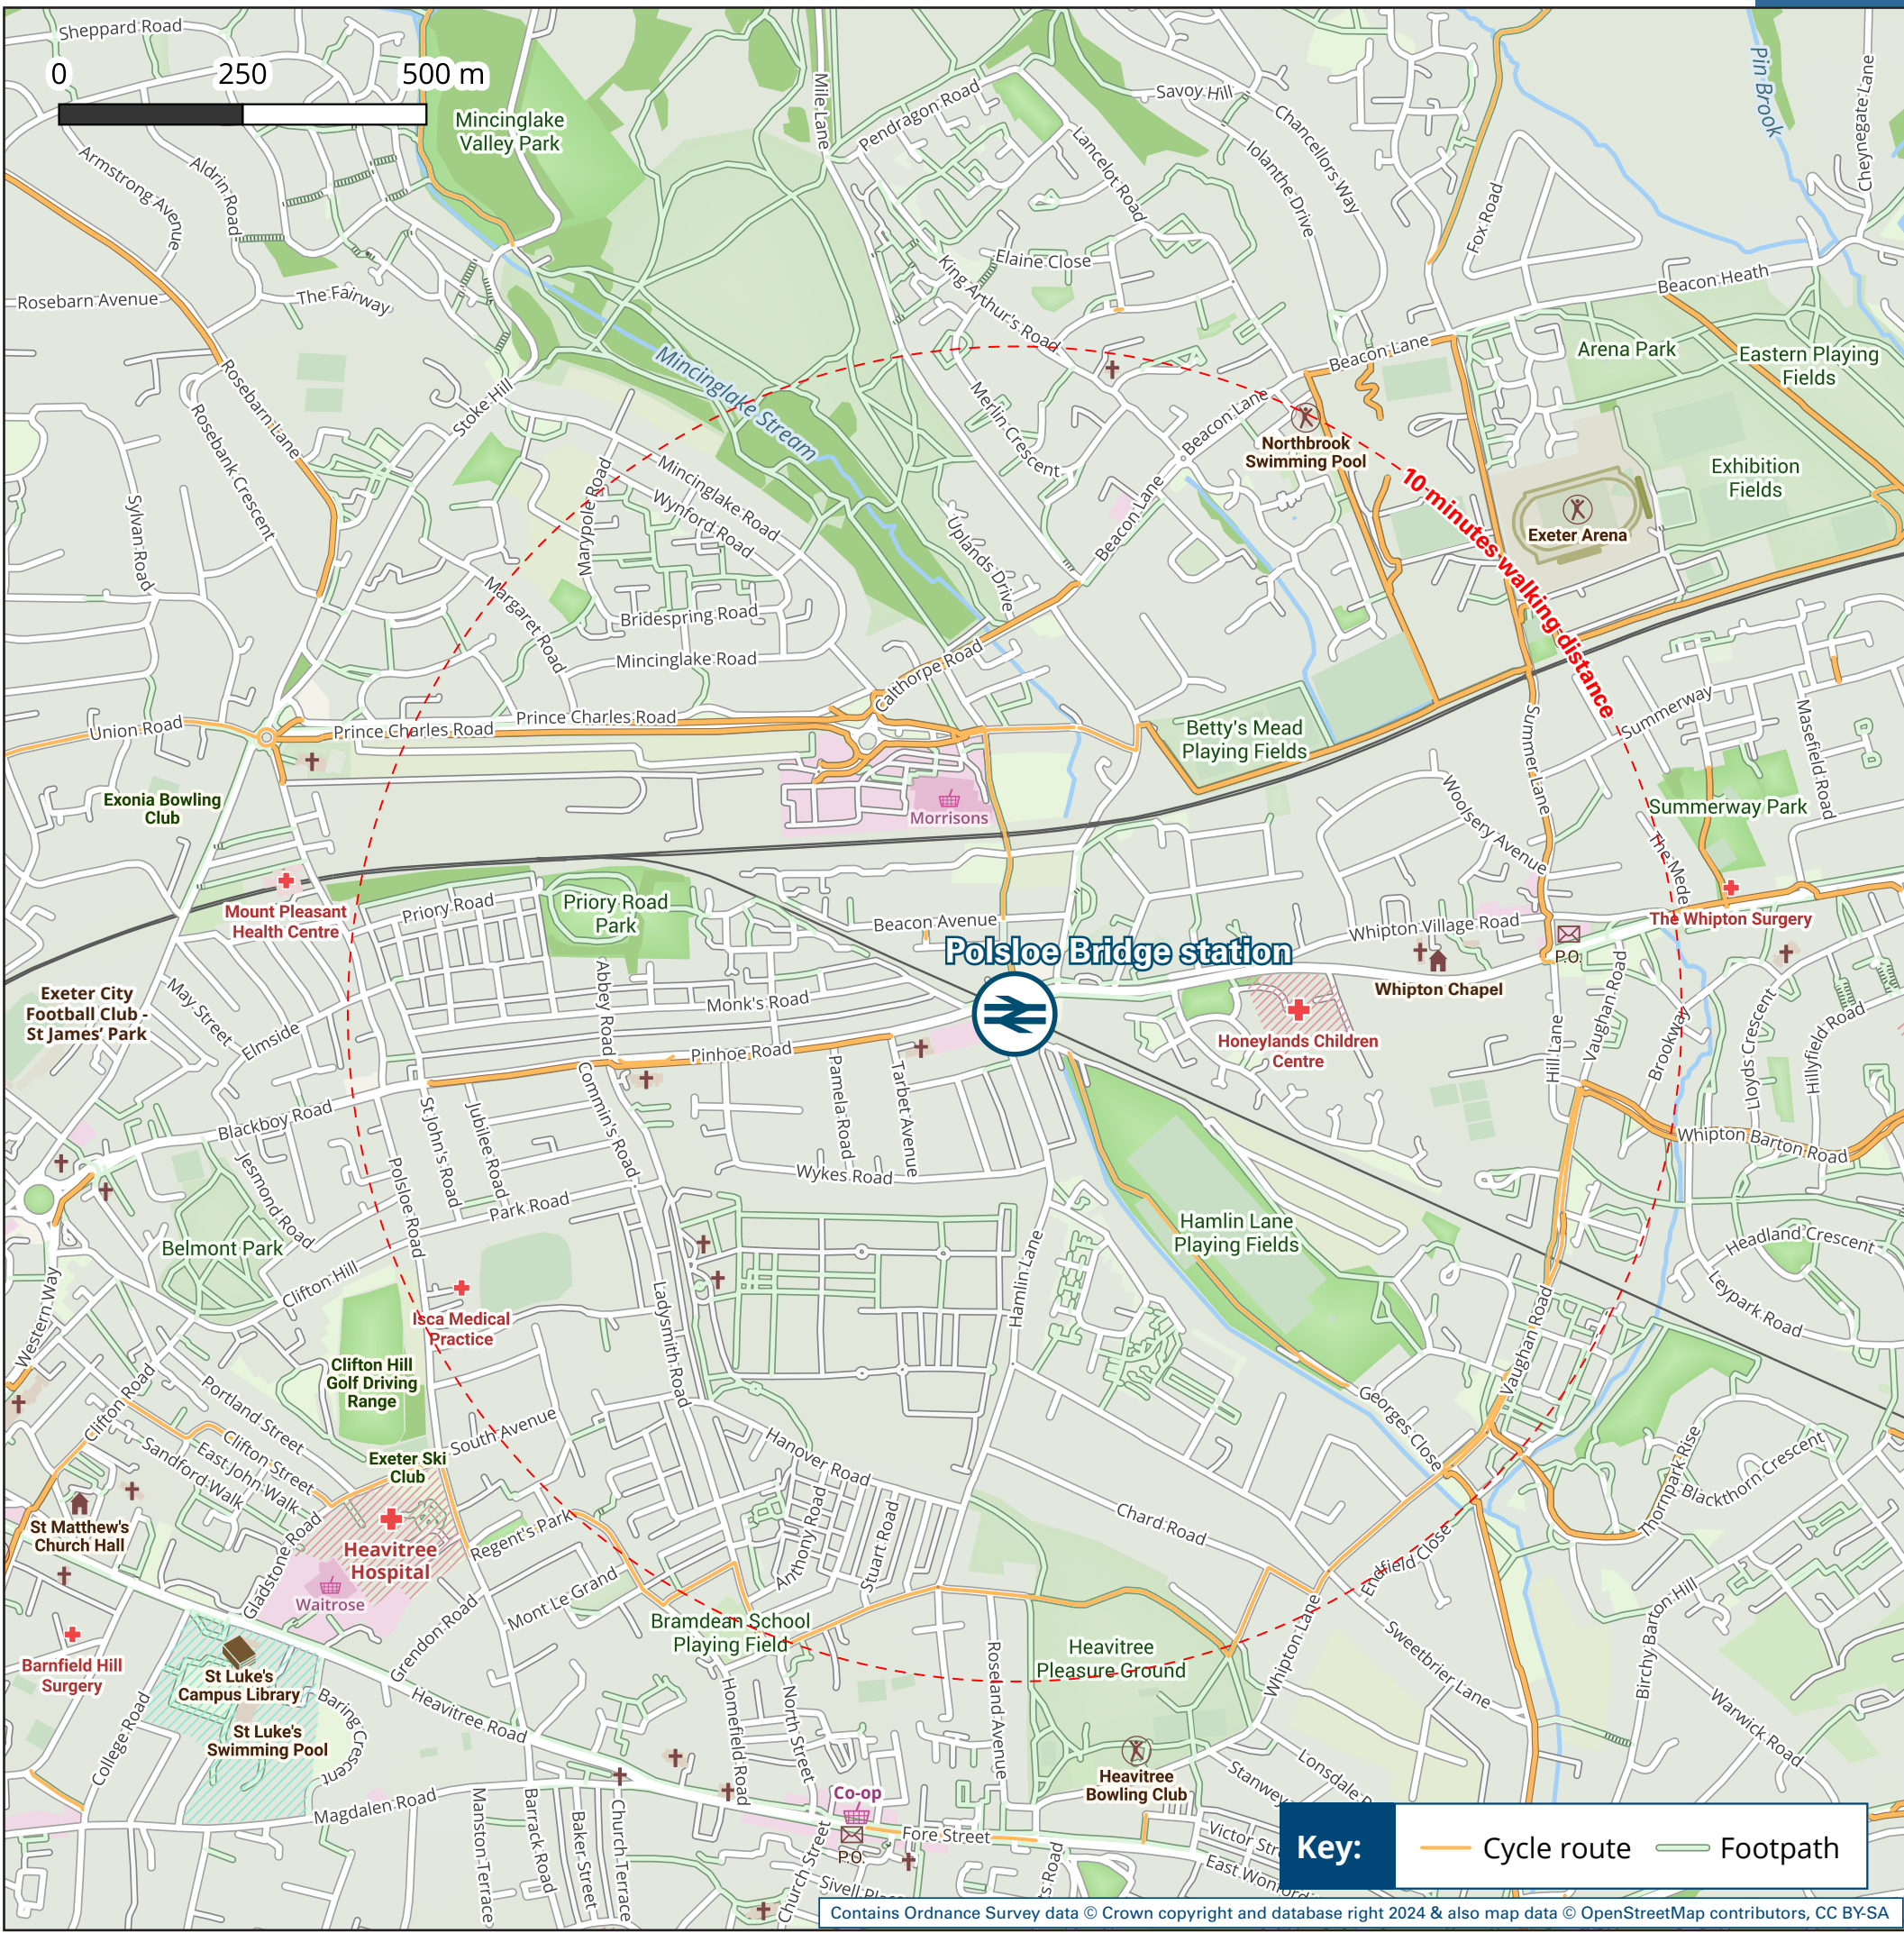 Sheppard Road
0 250 500 m
Mincinglake
Valley Park
Mile Lane
Pendragon Road
Savoy Hill
Chancellors Way
Iolanthe Drive
Lancelot Road
Pin Brook
Cheynegate Lane
Armstrong Avenue
Aldrin Road
Fox Road
Elaine Close
King Arthur's Road
Beacon Heath
Rosebarn Avenue
The Fairway
Mincinglake Stream
Beacon Lane
Arena Park
Eastern Playing
Fields
Rosebarn Lane
Rosebank Crescent
Stoke Hill
Merlin Crescent
Beacon Lane
Northbrook
Swimming Pool
Exhibition
Fields
10 minutes walking distance
Exeter Arena
Sylvan Road
Marypole Road
Mincinglake Road
Wynford Road
Uplands Drive
Beacon Lane
Margaret Road
Bridespring Road
Mincinglake Road
Calthorpe Road
Union Road
Prince Charles Road
Prince Charles Road
Betty's Mead
Playing Fields
Summer Lane
Summerway
Masefield Road
Exonia Bowling
Club
Morrisons
Woolsery Avenue
Summerway Park
The Mede
Mount Pleasant
Health Centre
Priory Road
Priory Road
Park
Beacon Avenue
Whipton Village Road
The Whipton Surgery
Polsloe Bridge station
P.O.
Whipton Chapel
Exeter City
Football Club -
St James' Park
May Street
Elmside
Abbey Road
Monk's Road
Honeylands Children
Centre
Hill Lane
Vaughan Road
Brookway
Lloyds Crescent
Hillyfield Road
Pinhoe Road
Blackboy Road
St John's Road
Jubilee Road
Commin's Road
Pamela Road
Tarbet Avenue
Whipton Barton Road
Jesmond Road
Polsloe Road
Park Road
Wykes Road
Belmont Park
Hamlin Lane
Playing Fields
Headland Crescent
Western Way
Clifton Hill
Ladysmith Road
Hamlin Lane
Leypark Road
Isca Medical
Practice
Clifton Hill
Golf Driving
Range
Vaughan Road
Georges Close
Clifton Road
Portland Street
Clifton Street
East John Walk
Sandford Walk
South Avenue
Exeter Ski
Club
Hanover Road
Thornpark Rise
Blackthorn Crescent
St Matthew's
Church Hall
Heavitree
Hospital
Regent's Park
Anthony Road
Stuart Road
Chard Road
Enfield Close
Gladstone Road
Waitrose
Mont Le Grand
Grendon Road
Bramdean School
Playing Field
Heavitree
Pleasure Ground
Whipton Lane
Sweetbrier Lane
Birchy Barton Hill
Barnfield Hill
Surgery
St Luke's
Campus Library
St Luke's
Swimming Pool
College Road
Baring Crescent
Heavitree Road
Homefield Road
North Street
Roseland Avenue
Warwick Road
Heavitree
Bowling Club
Lonsdale
Stanwey
Magdalen Road
Manston Terrace
Barrack Road
Baker Street
Church Terrace
Church Street
Co-op
P.O.
Fore Street
Victor
East Wonford
Key: Cycle route Footpath
Contains Ordnance Survey data © Crown copyright and database right 2024 & also map data © OpenStreetMap contributors, CC BY-SA